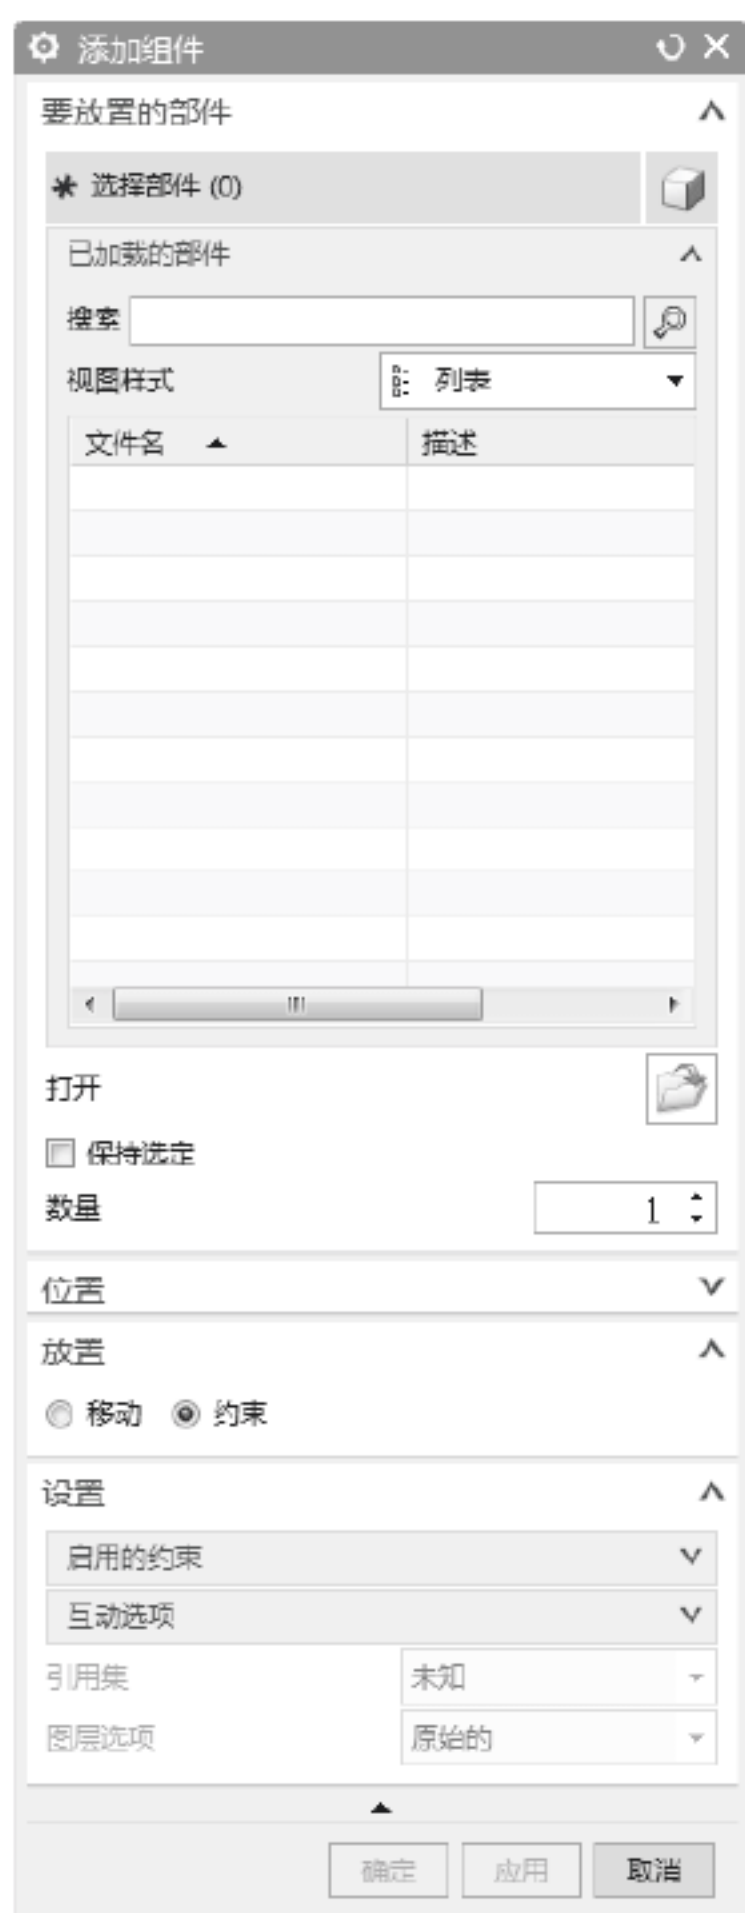 添加组件
要放置的部件
选择部件 (0)
已加载的部件
搜索
视图样式 列表
文件名 描述
打开
保持选定
数量 1
位置
放置
移动 约束
设置
启用的约束
互动选项
引用集 未知
图层选项 原始的
确定 应用 取消